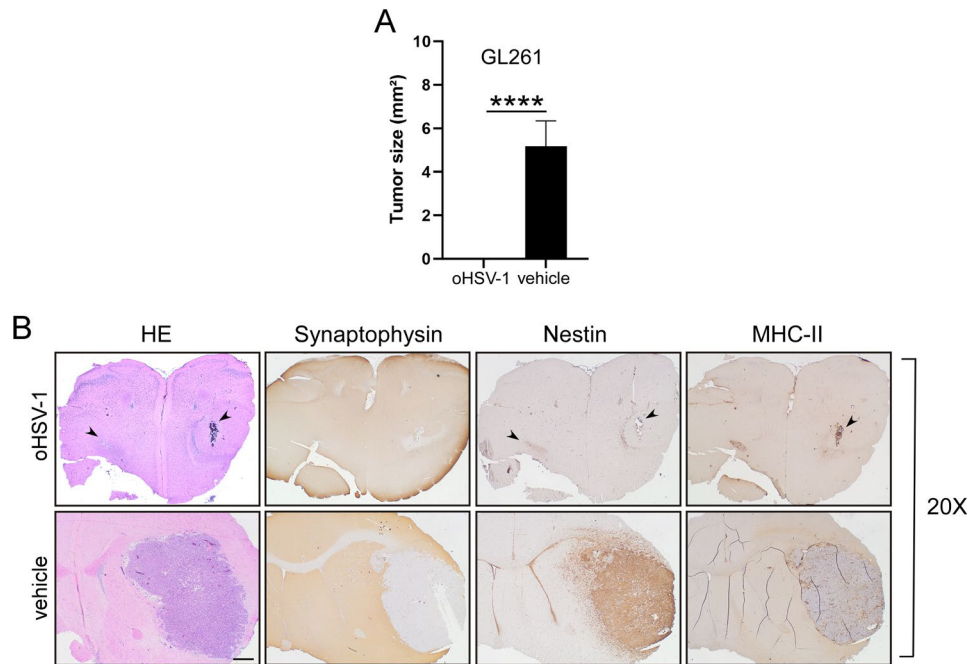 A
GL261
****
Tumor size (mm²)
10
8
6
4
2
0
oHSV-1 vehicle
B
HE Synaptophysin Nestin MHC-II
oHSV-1
vehicle
20X